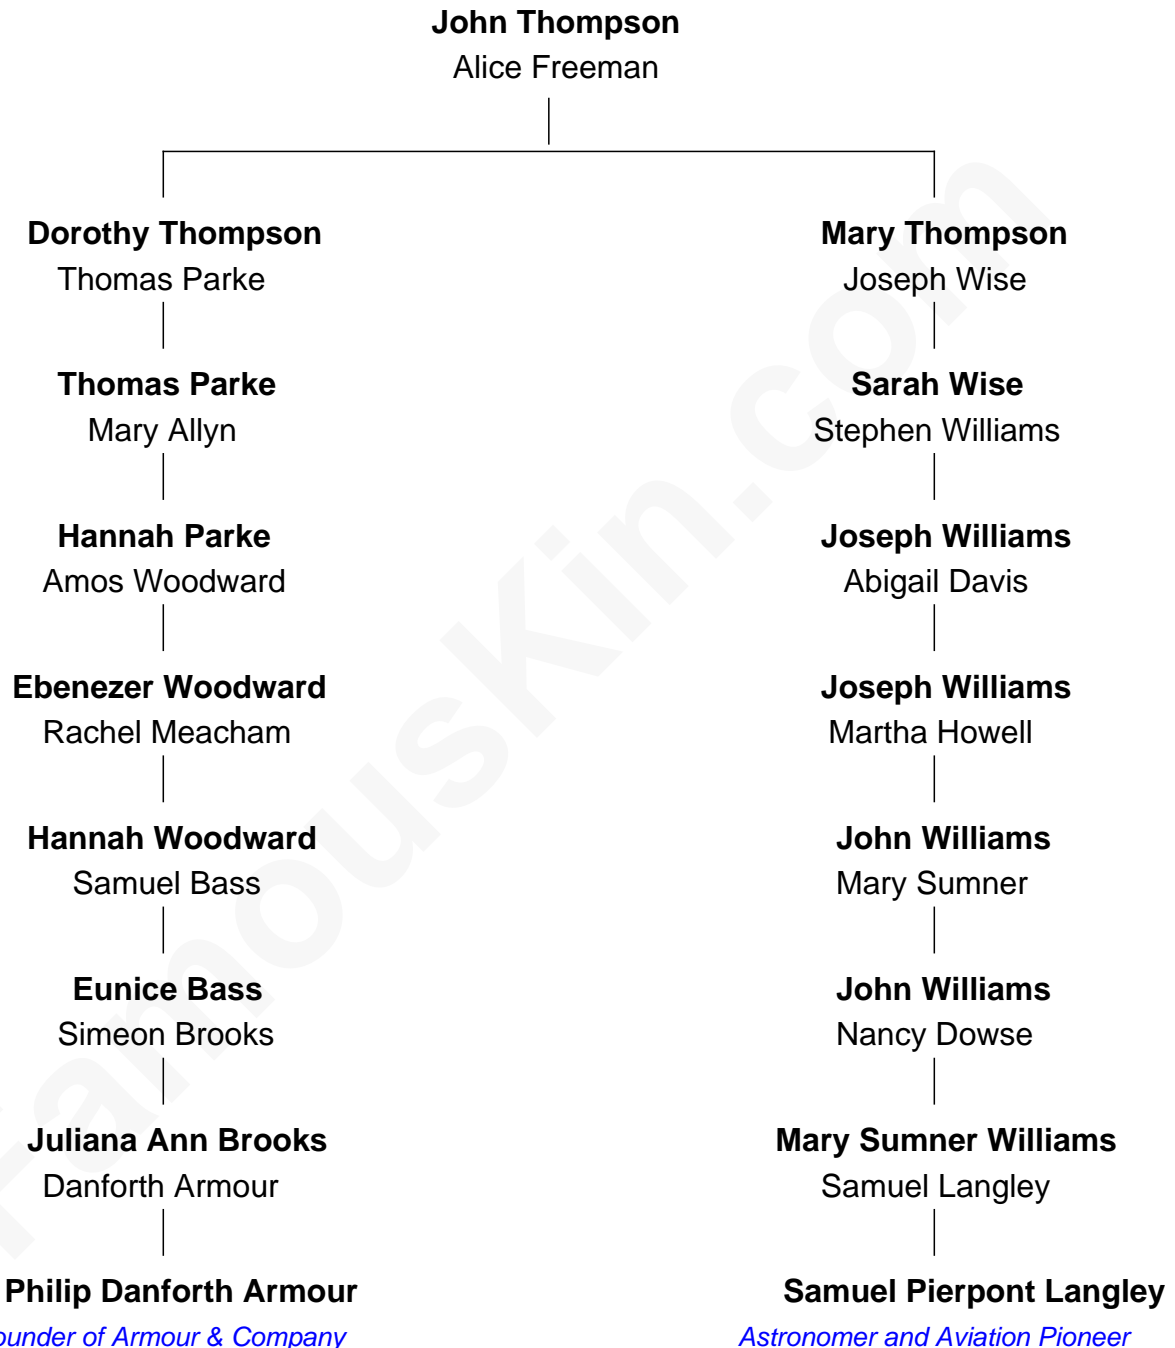 John Thompson
Alice Freeman
Dorothy Thompson
Thomas Parke
Mary Thompson
Joseph Wise
Thomas Parke
Mary Allyn
Sarah Wise
Stephen Williams
Hannah Parke
Amos Woodward
Joseph Williams
Abigail Davis
Ebenezer Woodward
Rachel Meacham
Joseph Williams
Martha Howell
Hannah Woodward
Samuel Bass
John Williams
Mary Sumner
Eunice Bass
Simeon Brooks
John Williams
Nancy Dowse
Juliana Ann Brooks
Danforth Armour
Mary Sumner Williams
Samuel Langley
Philip Danforth Armour
ounder of Armour & Company
Samuel Pierpont Langley
Astronomer and Aviation Pioneer
FamousKin.com